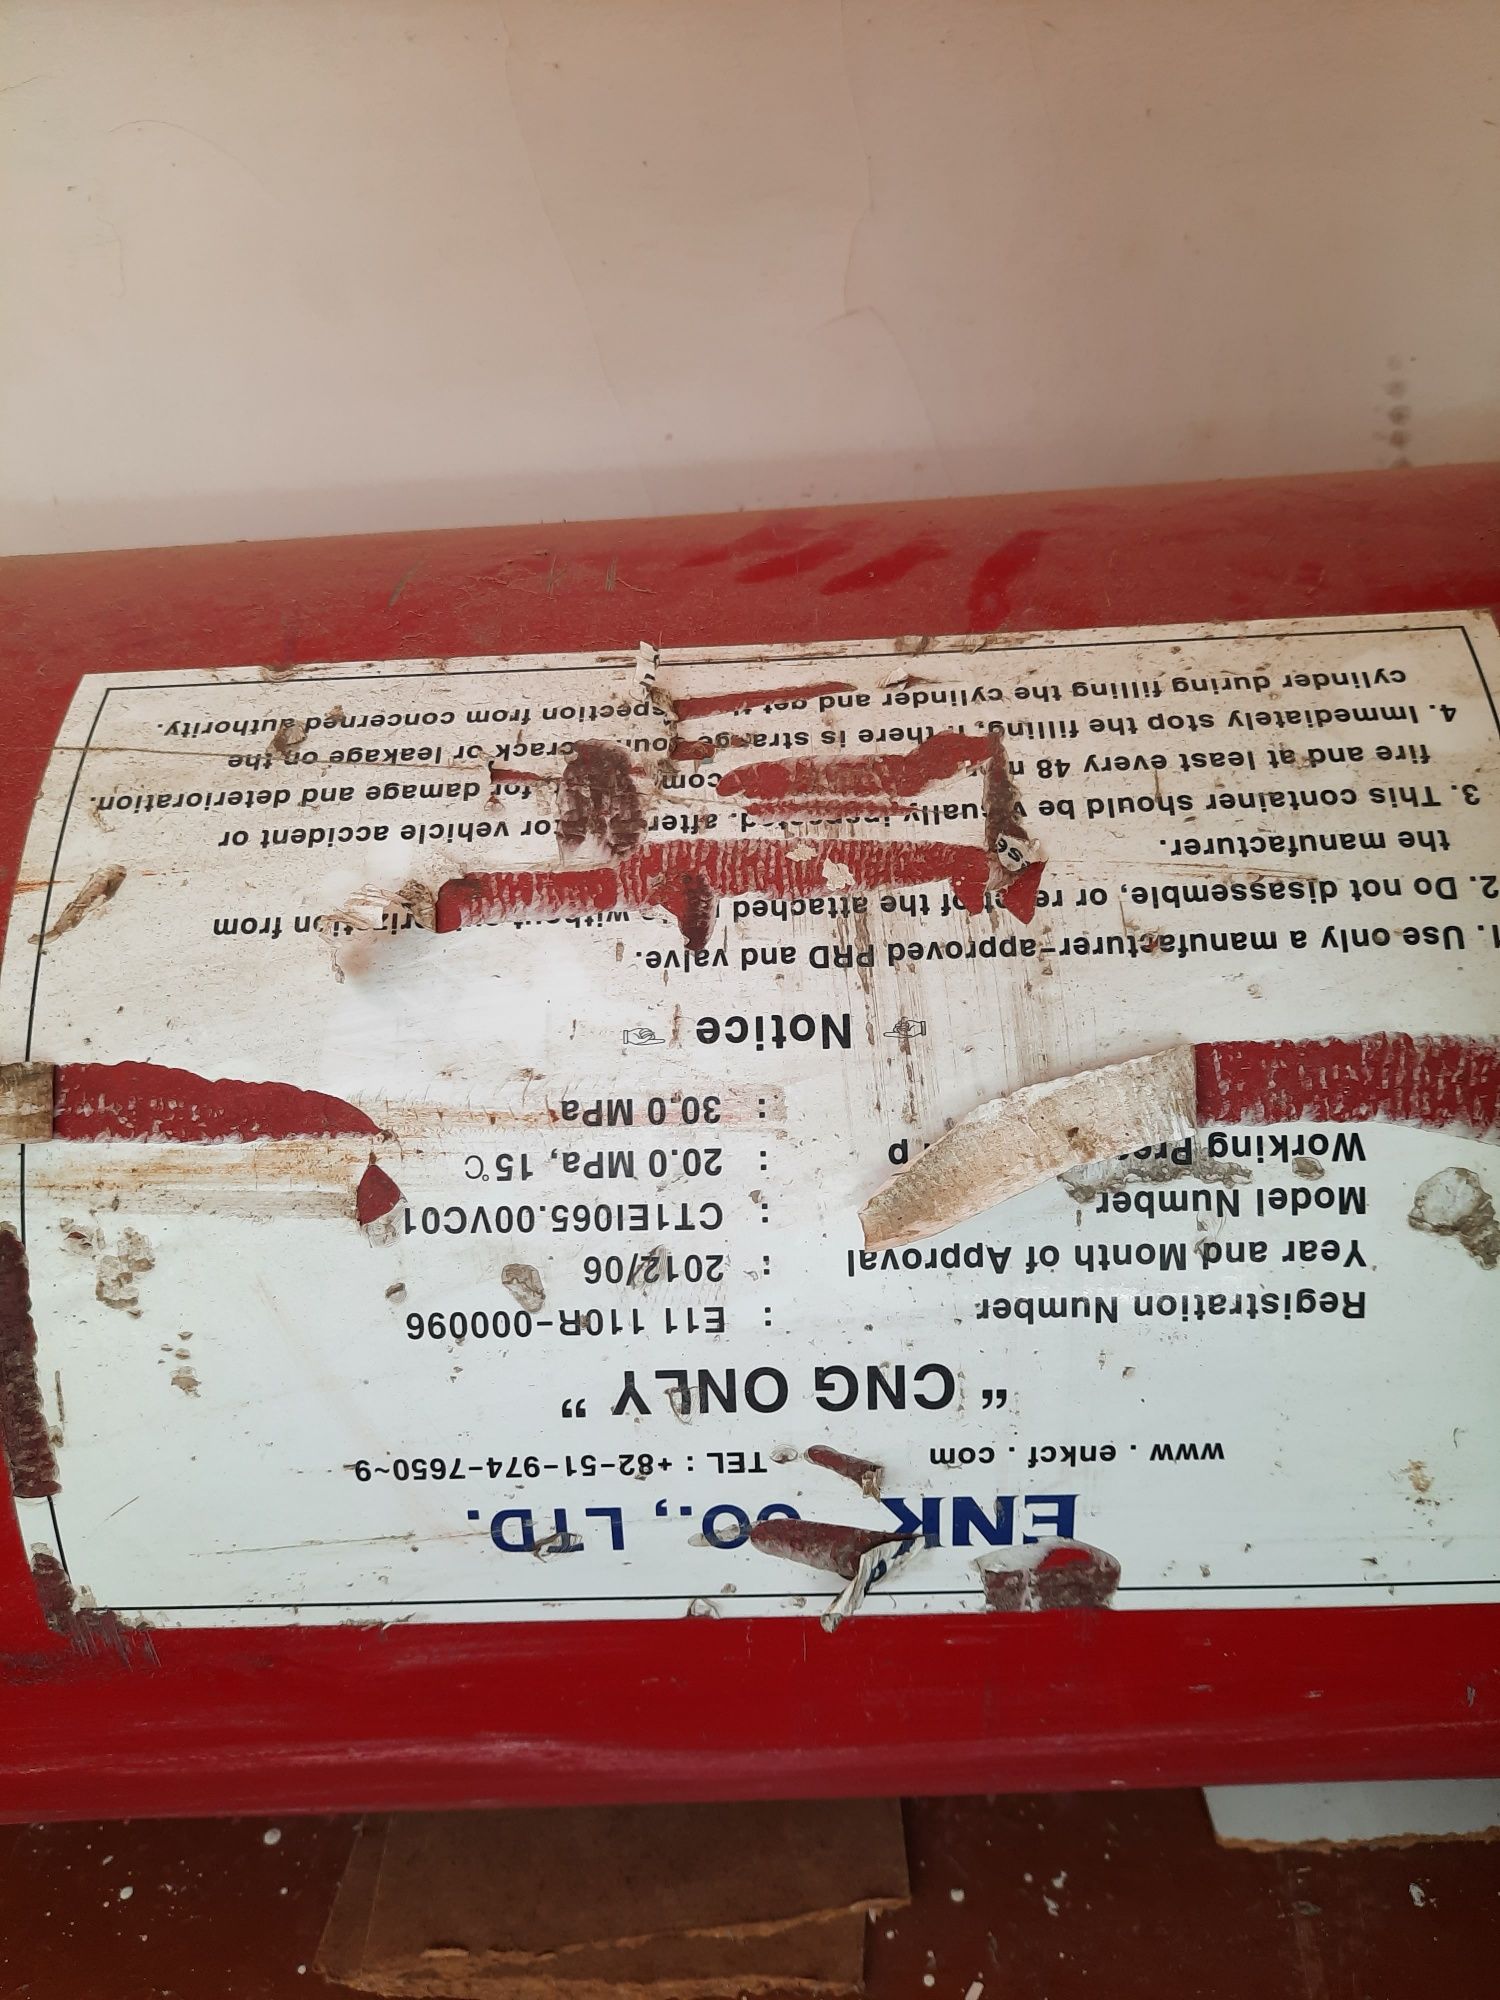 ENK CO., LTD.
www . enkcf . com TEL : +82-51-974-7650~9
“ CNG ONLY ”
Registration Number : E11 110R-000096
Year and Month of Approval : 2012/06
Model Number : CT1EI065.00VC01
Working : 20.0 MPa, 15℃
: 30.0 MPa
Notice
1. Use only a manufacturer-approved PRD and valve.
2. Do not disassemble, or of the attached from
the manufacturer.
3. This container should be visually inspected. after or vehicle accident or
fire and at least every 48 for damage and deterioration.
4. Immediately stop the filling, if there is strange crack or leakage on the
cylinder during filling the cylinder and get from concerned authority.